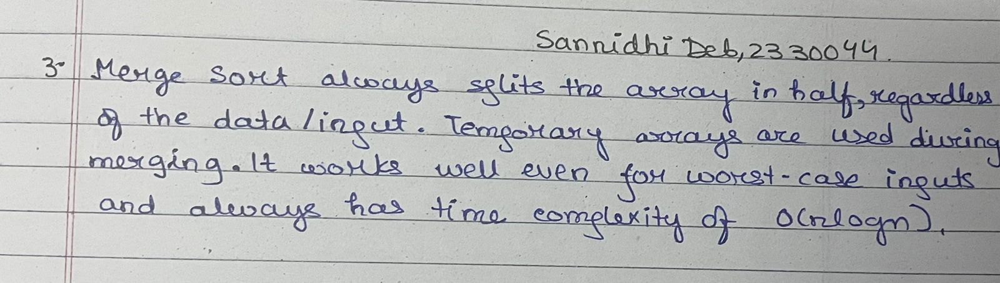 Sannidhi Deb, 2330044.
3. Merge sort always splits the array in half, regardless
of the data/input. Temporary arrays are used during
merging. It works well even for worst-case inputs
and always has time complexity of O(nlogn).